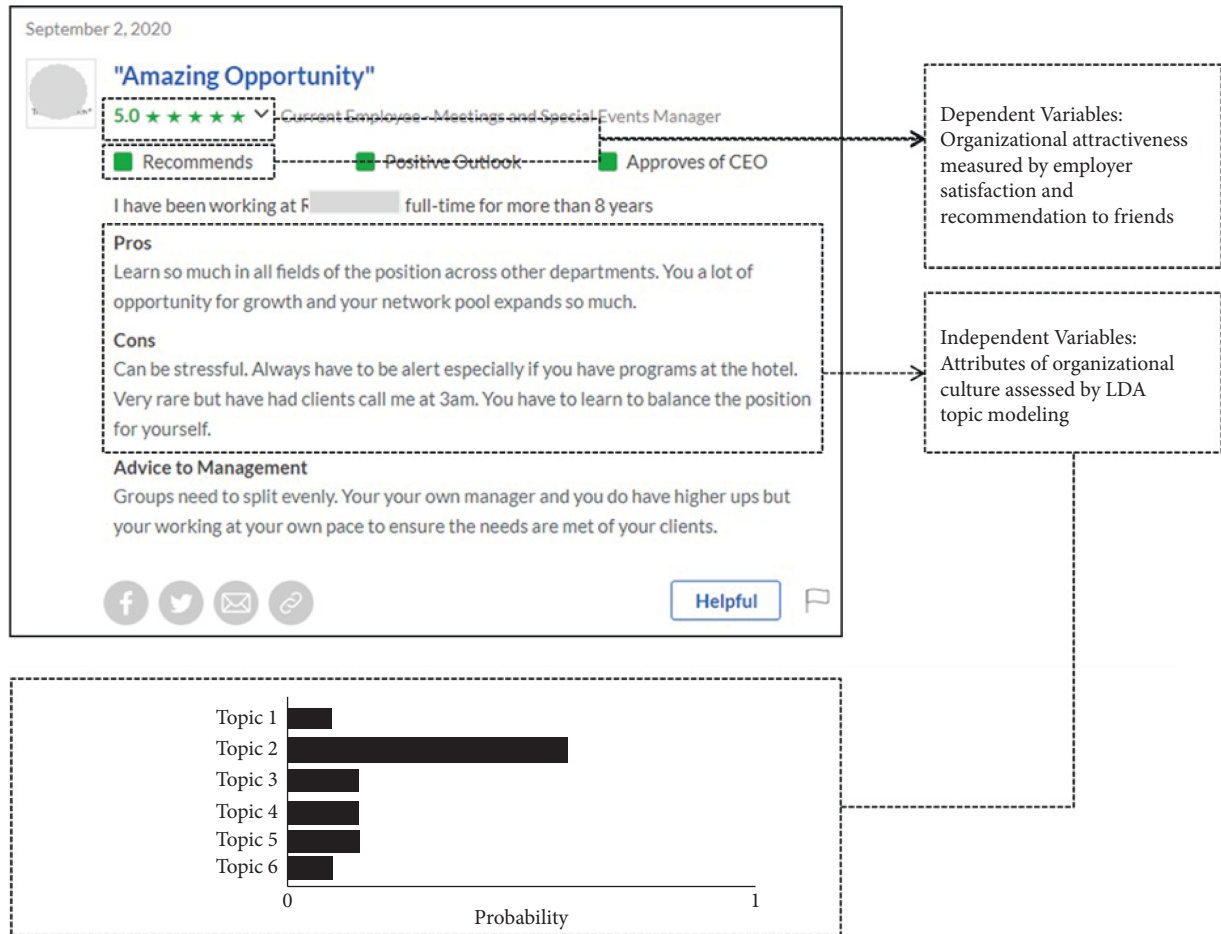 September 2, 2020
"Amazing Opportunity"
5.0 ★★★★★ Current Employee - Meetings and Special Events Manager
Recommends Positive Outlook Approves of CEO
I have been working at R full-time for more than 8 years
Pros
Learn so much in all fields of the position across other departments. You a lot of
opportunity for growth and your network pool expands so much.
Cons
Can be stressful. Always have to be alert especially if you have programs at the hotel.
Very rare but have had clients call me at 3am. You have to learn to balance the position
for yourself.
Advice to Management
Groups need to split evenly. Your your own manager and you do have higher ups but
your working at your own pace to ensure the needs are met of your clients.
Helpful
Dependent Variables:
Organizational attractiveness
measured by employer
satisfaction and
recommendation to friends
Independent Variables:
Attributes of organizational
culture assessed by LDA
topic modeling
Topic 1
Topic 2
Topic 3
Topic 4
Topic 5
Topic 6
0 1
Probability